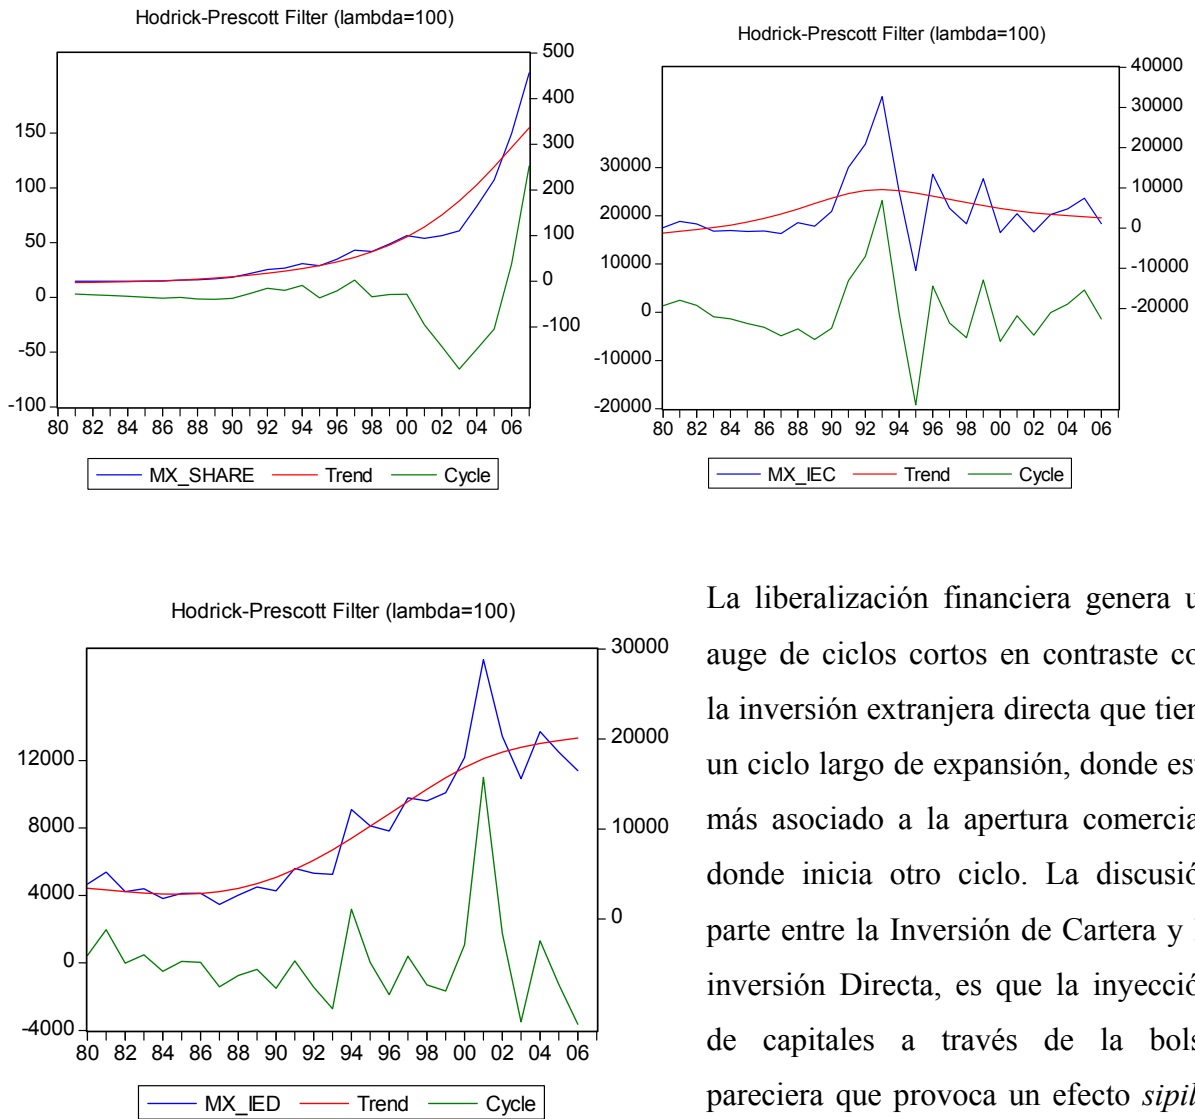 Hodrick-Prescott Filter (lambda=100)
500
400
300
200
100
0
-100
150
100
50
0
-50
-100
80 82 84 86 88 90 92 94 96 98 00 02 04 06
MX_SHARE Trend Cycle
Hodrick-Prescott Filter (lambda=100)
40000
30000
20000
10000
0
-10000
-20000
30000
20000
10000
0
-10000
-20000
80 82 84 86 88 90 92 94 96 98 00 02 04 06
MX_IEC Trend Cycle
Hodrick-Prescott Filter (lambda=100)
30000
20000
10000
0
12000
8000
4000
0
-4000
80 82 84 86 88 90 92 94 96 98 00 02 04 06
MX_IED Trend Cycle
La liberalización financiera genera u
auge de ciclos cortos en contraste co
la inversión extranjera directa que tien
un ciclo largo de expansión, donde est
más asociado a la apertura comercia
donde inicia otro ciclo. La discusió
parte entre la Inversión de Cartera y
inversión Directa, es que la inyecció
de capitales a través de la bols
pareciera que provoca un efecto sipil